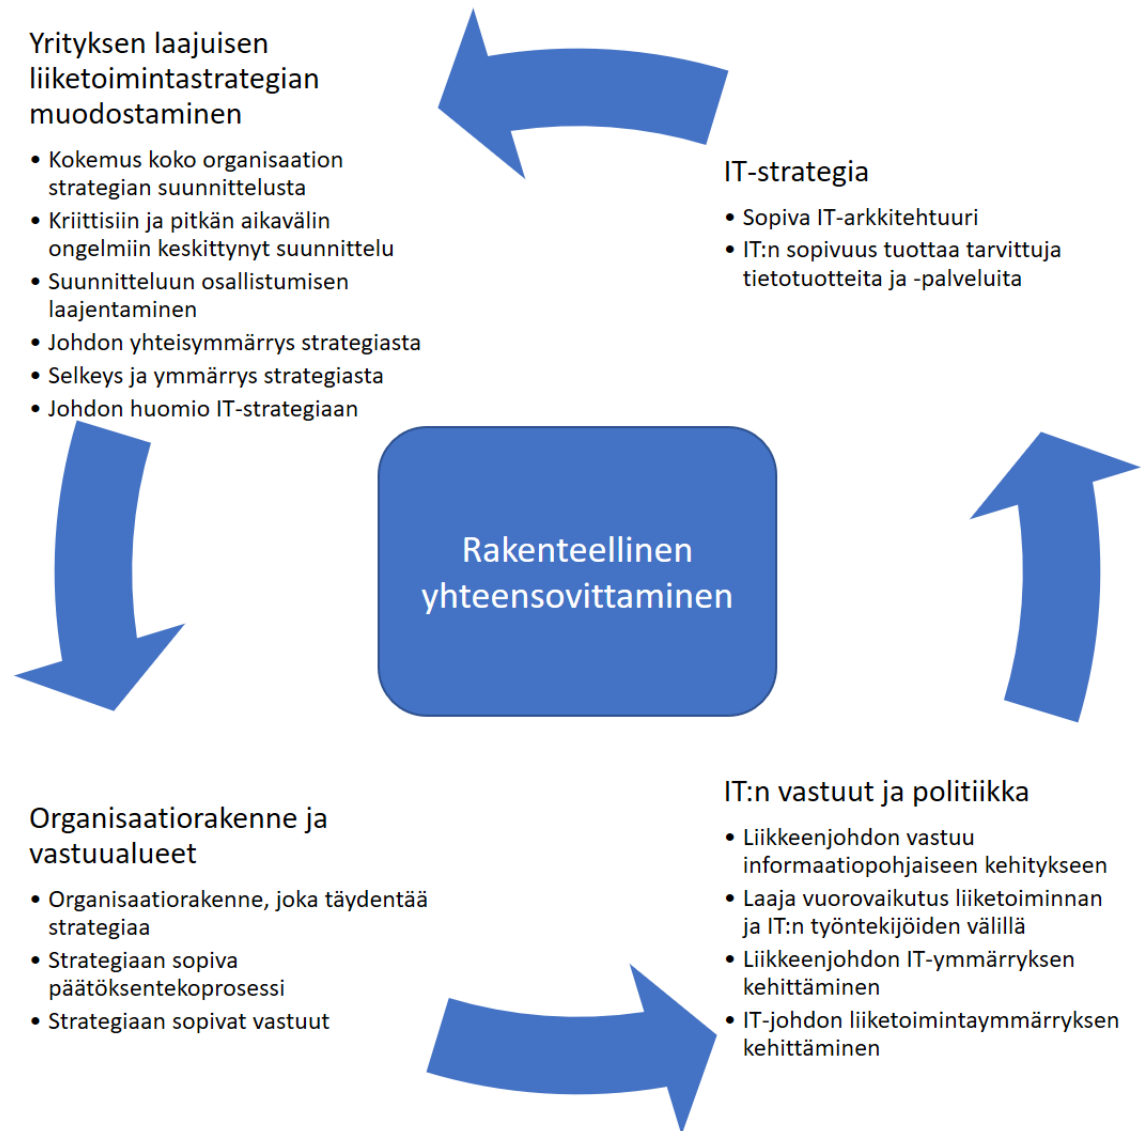 Yrityksen laajuisen
liiketoimintastrategian
muodostaminen
• Kokemus koko organisaation
strategian suunnittelusta
• Kriittisiin ja pitkän aikavälin
ongelmiin keskittynyt suunnittelu
• Suunnitteluun osallistumisen
laajentaminen
• Johdon yhteisymmärrys strategiasta
• Selkeys ja ymmärrys strategiasta
• Johdon huomio IT-strategiaan
IT-strategia
• Sopiva IT-arkkitehtuuri
• IT:n sopivuus tuottaa tarvittuja
tietotuotteita ja -palveluita
Rakenteellinen
yhteensovittaminen
Organisaatiorakenne ja
vastuualueet
• Organisaatiorakenne, joka täydentää
strategiaa
• Strategiaan sopiva
päätöksentekoprosessi
• Strategiaan sopivat vastuut
IT:n vastuut ja politiikka
• Liikkeenjohdon vastuu
informaatiopohjaiseen kehitykseen
• Laaja vuorovaikutus liiketoiminnan
ja IT:n työntekijöiden välillä
• Liikkeenjohdon IT-ymmärryksen
kehittäminen
• IT-johdon liiketoimintaymmärryksen
kehittäminen